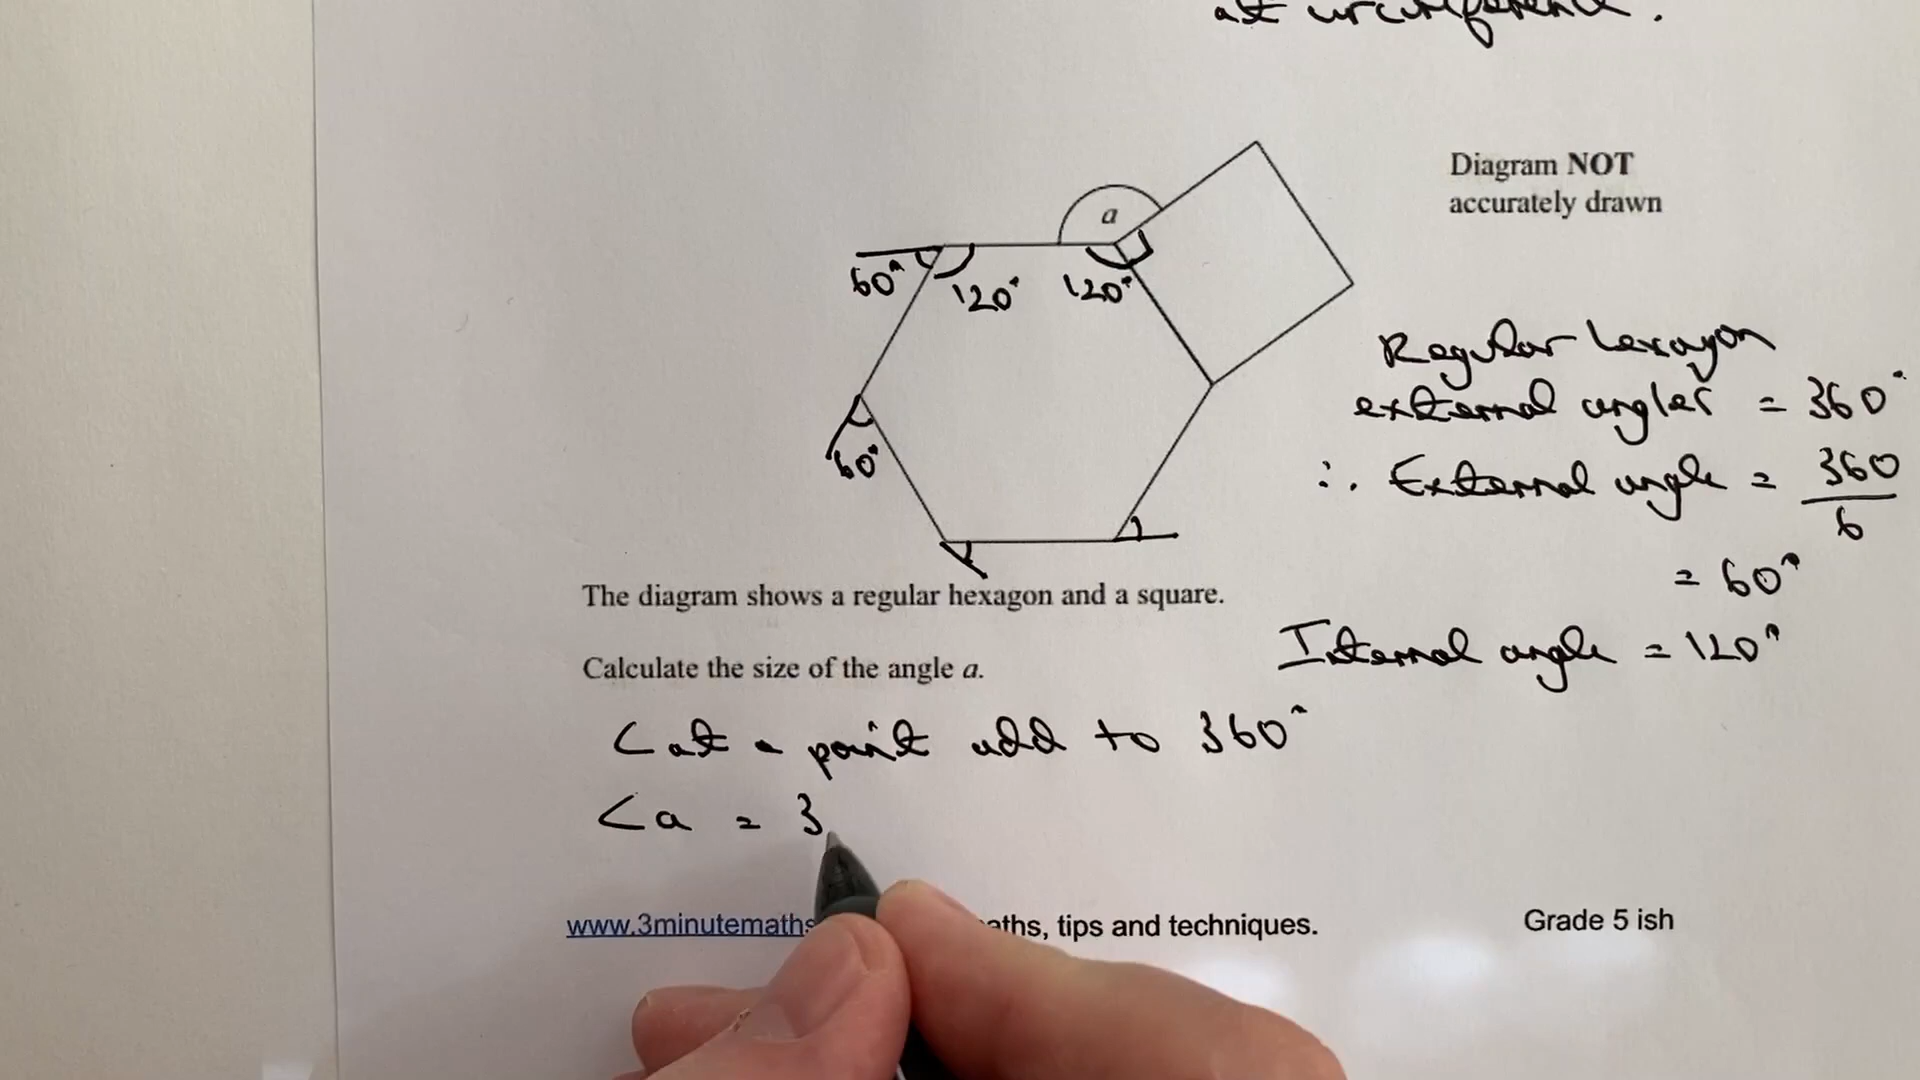 at circumference.
Diagram NOT
accurately drawn
a
60°
120°
120°
60°
Regular hexagon
external angles = 360°
∴ External angle = 360
6
= 60°
Internal angle = 120°
The diagram shows a regular hexagon and a square.
Calculate the size of the angle a.
< at a point add to 360°
< a = 3
www.3minutemaths
aths, tips and techniques.
Grade 5 ish